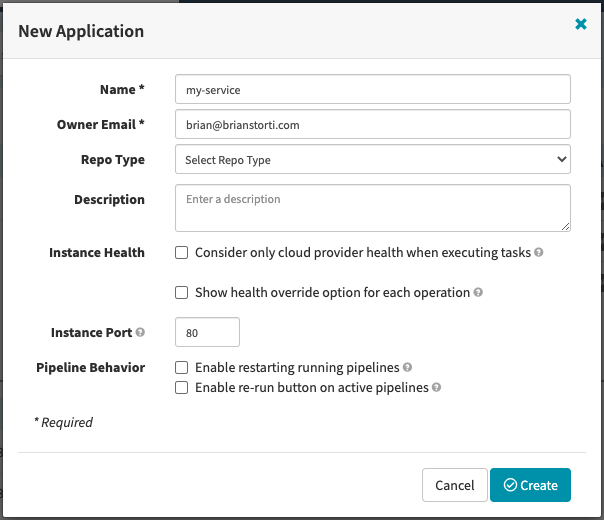 New Application
Name *
my-service
Owner Email *
brian@brianstorti.com
Repo Type
Select Repo Type
Description
Enter a description
Instance Health
Consider only cloud provider health when executing tasks
Show health override option for each operation
Instance Port
80
Pipeline Behavior
Enable restarting running pipelines
Enable re-run button on active pipelines
* Required
Cancel
Create